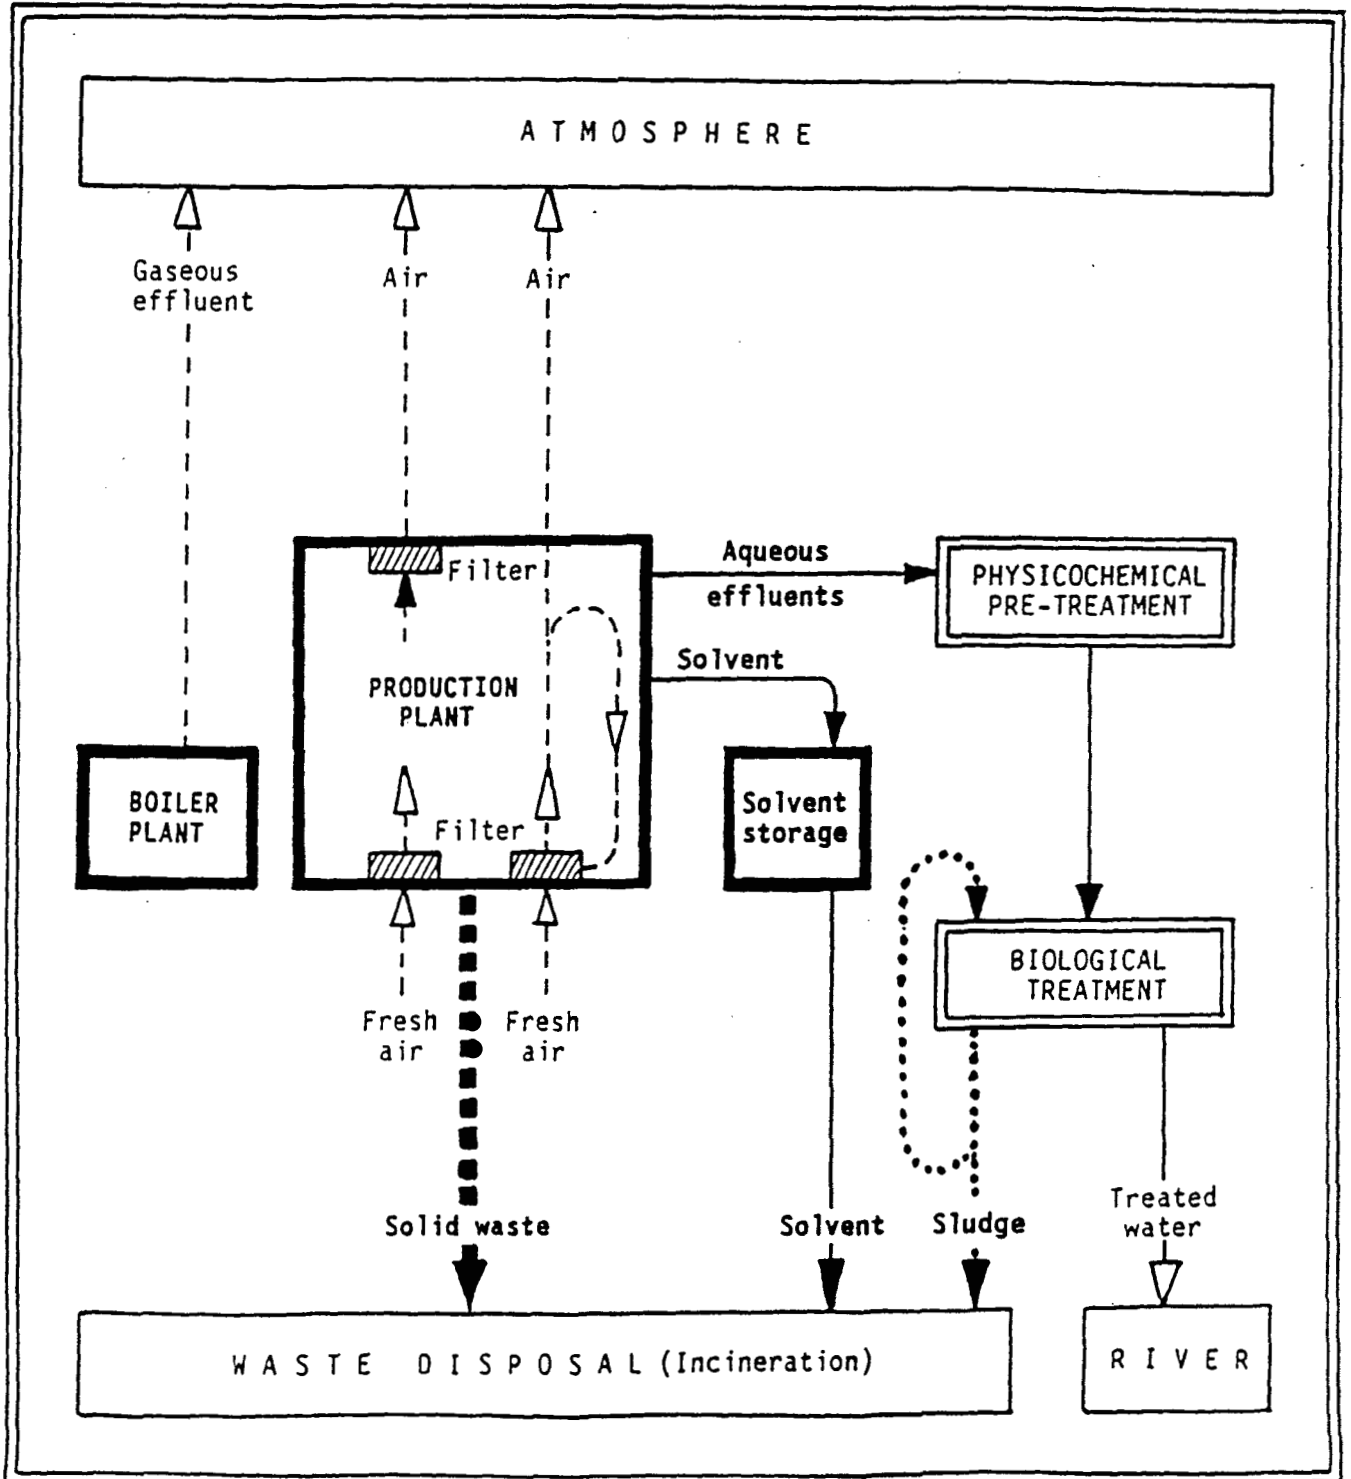 ATMOSPHERE
Gaseous
effluent
Air
Air
Filter
Aqueous
effluents
PHYSICOCHEMICAL
PRE-TREATMENT
Solvent
PRODUCTION
PLANT
BOILER
PLANT
Filter
Solvent
storage
BIOLOGICAL
TREATMENT
Fresh
air
Fresh
air
Solid waste
Solvent
Sludge
Treated
water
WASTE DISPOSAL (Incineration)
RIVER